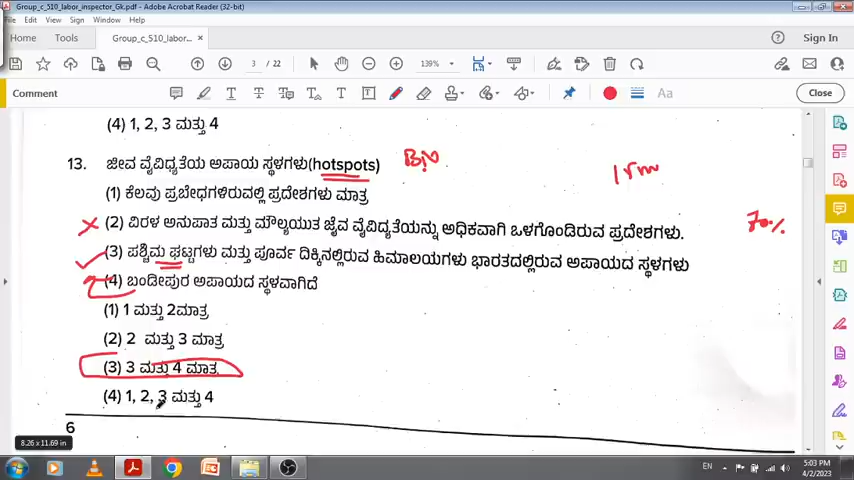 Group_c_510_labor_inspector_Gk.pdf - Adobe Acrobat Reader (32-bit)
File Edit View Sign Window Help
Home Tools Group_c_510_labor... × Sign In
3 / 22 139%
Comment Close
(4) 1, 2, 3 ಮತ್ತು 4
13. ಜೀವ ವೈವಿಧ್ಯತೆಯ ಅಪಾಯ ಸ್ಥಳಗಳು(hotspots)
(1) ಕೆಲವು ಪ್ರಬೇಧಗಳಿರುವಲ್ಲಿ ಪ್ರದೇಶಗಳು ಮಾತ್ರ
(2) ವಿರಳ ಅನುಪಾತ ಮತ್ತು ಮೌಲ್ಯಯುತ ಜೈವ ವೈವಿದ್ಯತೆಯನ್ನು ಅಧಿಕವಾಗಿ ಒಳಗೊಂಡಿರುವ ಪ್ರದೇಶಗಳು.
70%
(3) ಪಶ್ಚಿಮ ಘಟ್ಟಗಳು ಮತ್ತು ಪೂರ್ವ ದಿಕ್ಕಿನಲ್ಲಿರುವ ಹಿಮಾಲಯಗಳು ಭಾರತದಲ್ಲಿರುವ ಅಪಾಯದ ಸ್ಥಳಗಳು
(4) ಬಂಡೀಪುರ ಅಪಾಯದ ಸ್ಥಳವಾಗಿದೆ
(1) 1 ಮತ್ತು 2ಮಾತ್ರ
(2) 2 ಮತ್ತು 3 ಮಾತ್ರ
(3) 3 ಮತ್ತು 4 ಮಾತ್ರ
(4) 1, 2, 3 ಮತ್ತು 4
6
8.26 x 11.69 in
EN 5:03 PM
4/2/2023